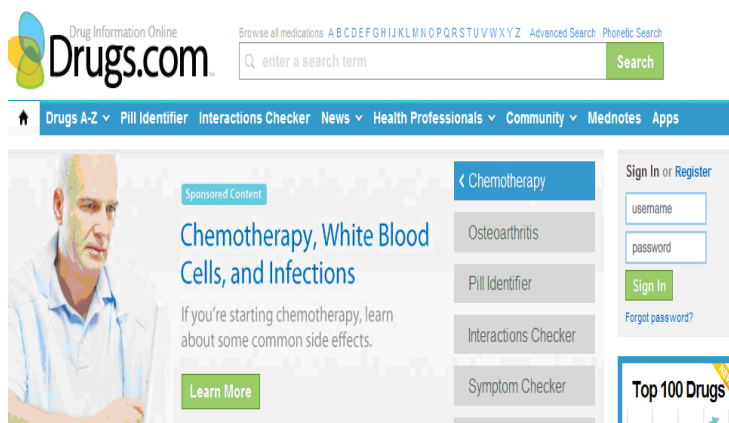 Drug Information Online
Drugs.com
Browse all medications A B C D E F G H I J K L M N O P Q R S T U V W X Y Z Advanced Search Phonetic Search
enter a search term
Search
Drugs A-Z Pill Identifier Interactions Checker News Health Professionals Community Mednotes Apps
Sponsored Content
Chemotherapy, White Blood
Cells, and Infections
If you're starting chemotherapy, learn
about some common side effects.
Learn More
Chemotherapy
Osteoarthritis
Pill Identifier
Interactions Checker
Symptom Checker
Sign In or Register
username
password
Sign In
Forgot password?
Top 100 Drugs